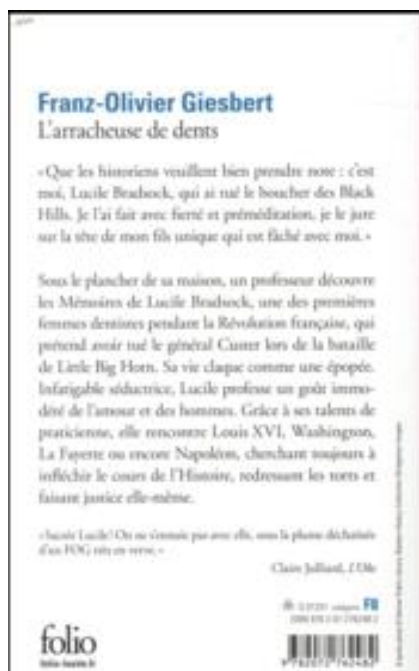 Franz-Olivier Giesbert
L'arracheuse de dents
« Que les historiens veuillent bien prendre note : c'est
moi, Lucile Bradsock, qui ai tué le boucher des Black
Hills. Je l'ai fait avec fierté et préméditation, je le jure
sur la tête de mon fils unique qui est fâché avec moi. »
Sous le plancher de sa maison, un professeur découvre
les Mémoires de Lucile Bradsock, une des premières
femmes dentistes pendant la Révolution française, qui
prétend avoir tué le général Custer lors de la bataille
de Little Big Horn. Sa vie claque comme une épopée.
Infatigable séductrice, Lucile professe un goût immo-
déré de l'amour et des hommes. Grâce à ses talents de
praticienne, elle rencontre Louis XVI, Washington,
La Fayette ou encore Napoléon, cherchant toujours à
infléchir le cours de l'Histoire, redressant les torts et
faisant justice elle-même.
« Sacrée Lucile ! On ne s'ennuie pas avec elle, sous la plume déchaînée
d'un FOG très en verve. »
Claire Julliard, L'Obs
catégorie F8
folio